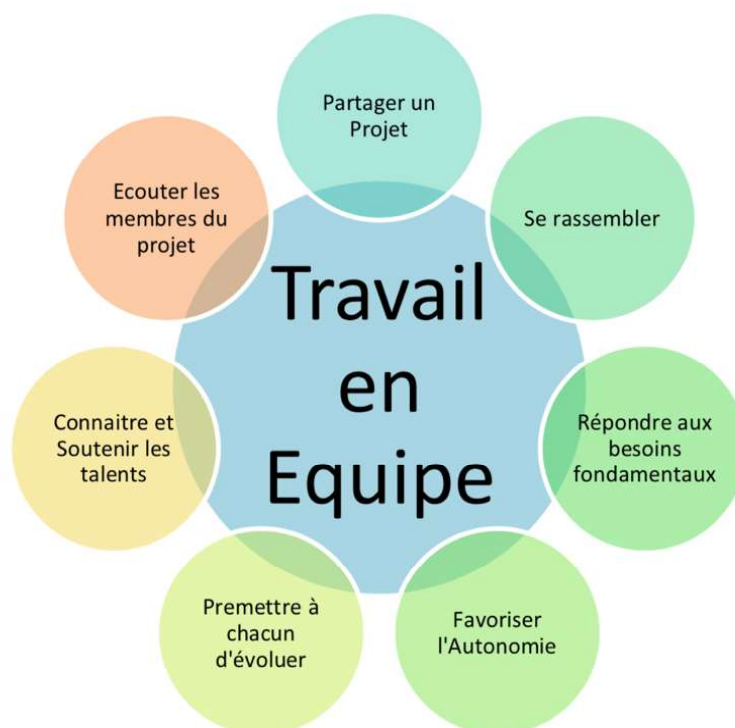 Travail
en
Equipe
Partager un
Projet
Se rassembler
Répondre aux
besoins
fondamentaux
Favoriser
l'Autonomie
Premettre à
chacun
d'évoluer
Connaitre et
Soutenir les
talents
Ecouter les
membres du
projet